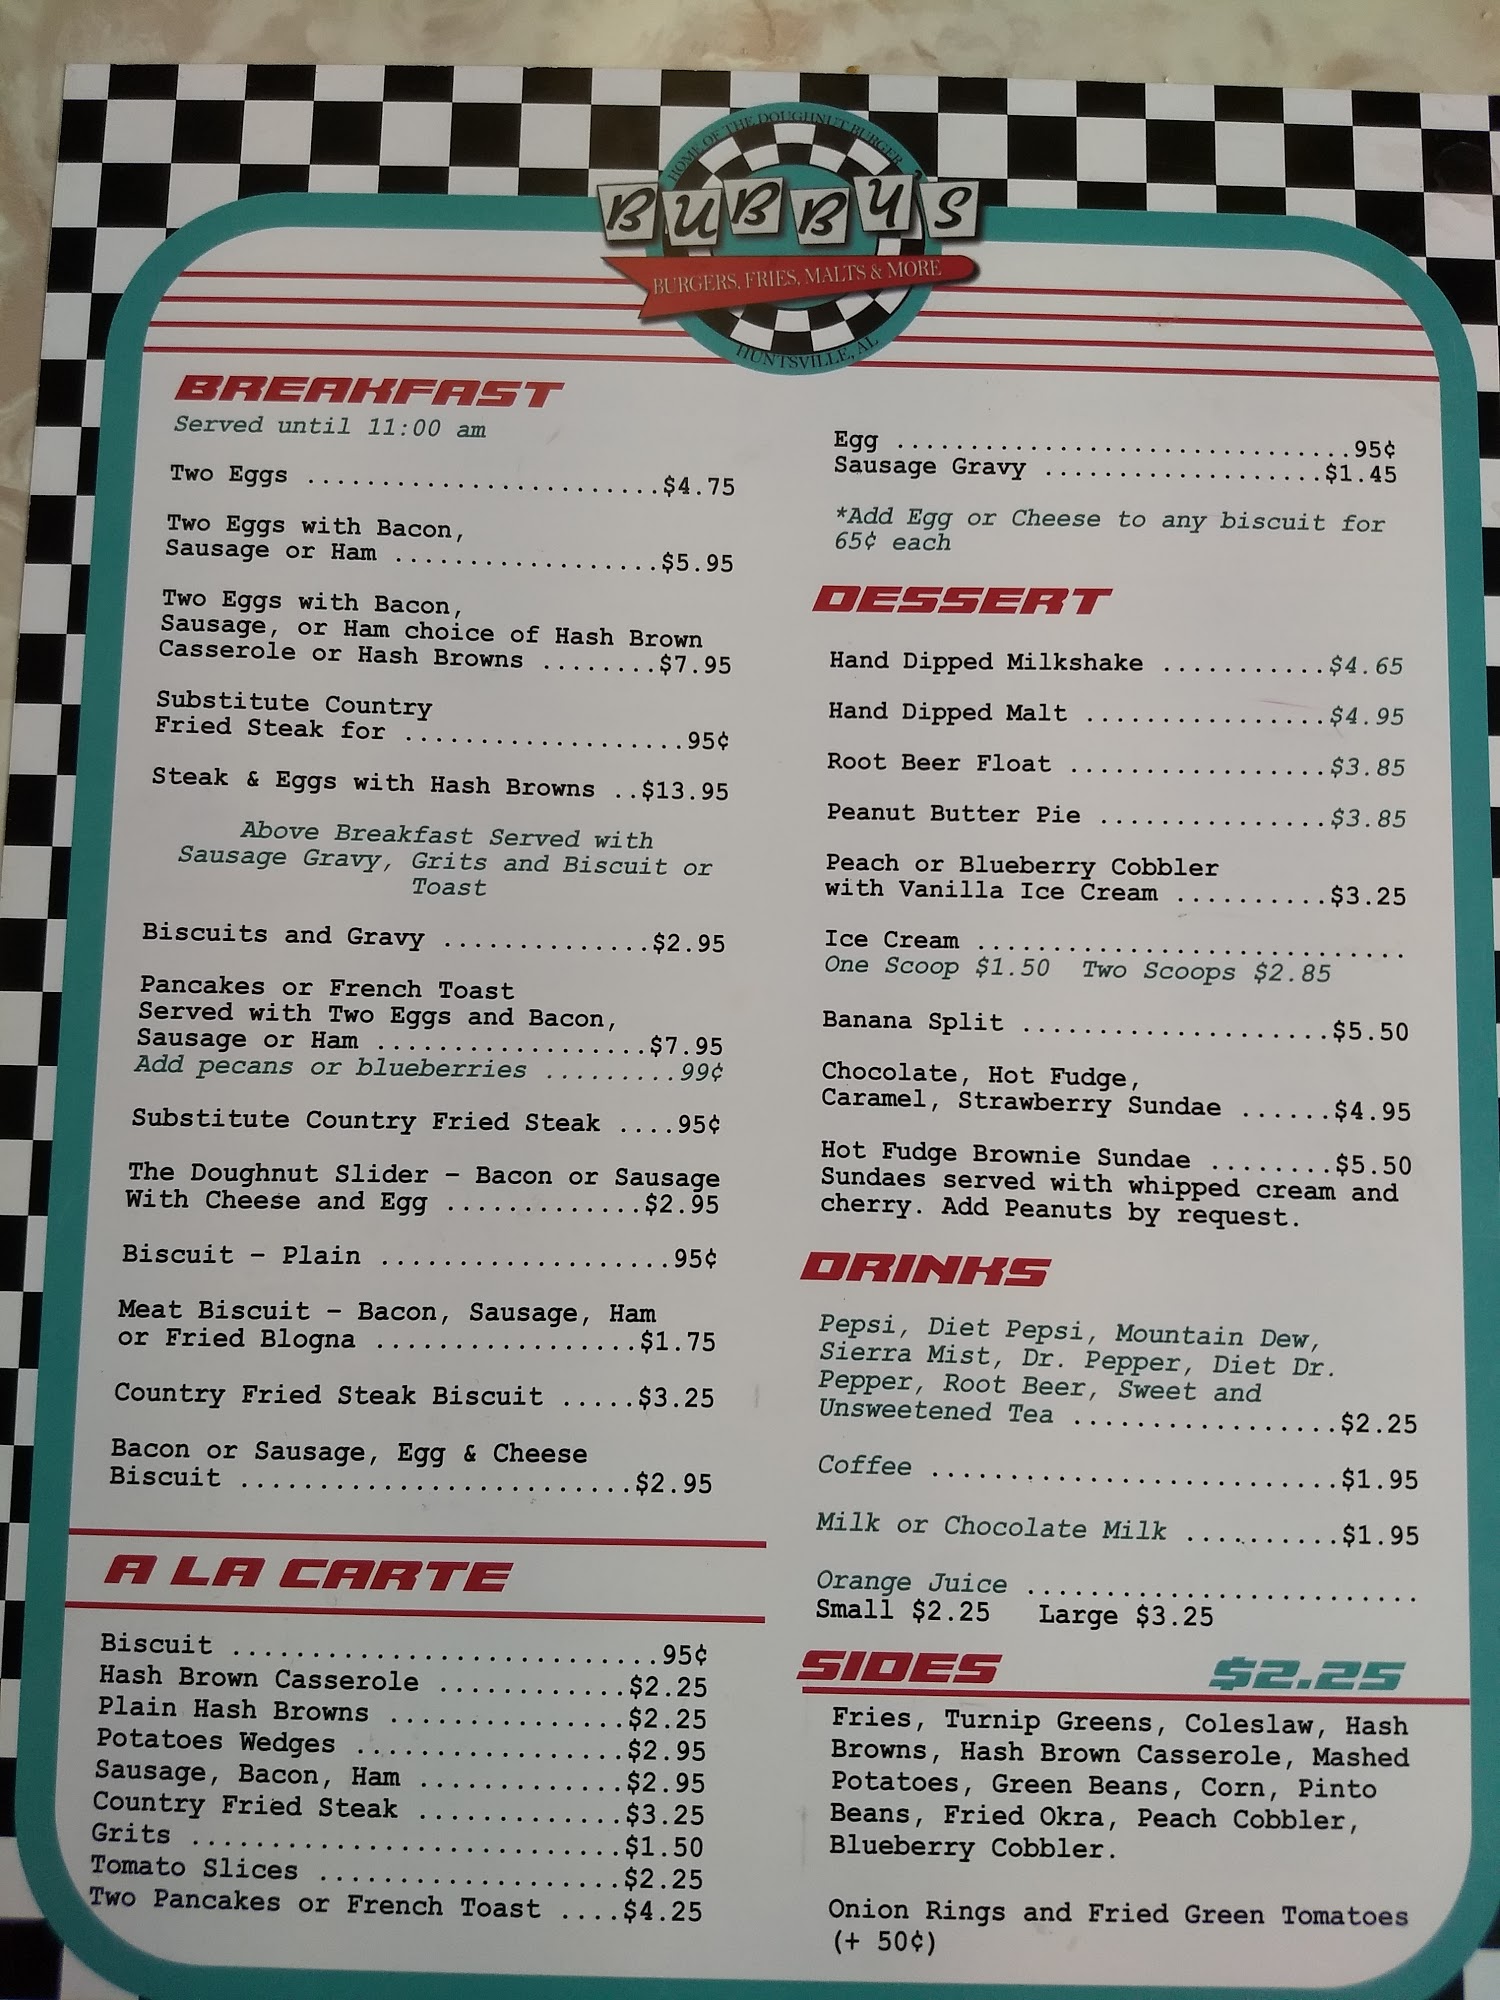 HOME OF THE DOUGHNUT BURGER
BUBBY'S
BURGERS, FRIES, MALTS & MORE
HUNTSVILLE, AL
BREAKFAST
Served until 11:00 am
Two Eggs ........................$4.75
Two Eggs with Bacon,
Sausage or Ham ..................$5.95
Two Eggs with Bacon,
Sausage, or Ham choice of Hash Brown
Casserole or Hash Browns ........$7.95
Substitute Country
Fried Steak for ...................95¢
Steak & Eggs with Hash Browns ..$13.95
Above Breakfast Served with
Sausage Gravy, Grits and Biscuit or
Toast
Biscuits and Gravy ..............$2.95
Pancakes or French Toast
Served with Two Eggs and Bacon,
Sausage or Ham ..................$7.95
Add pecans or blueberries .........99¢
Substitute Country Fried Steak ....95¢
The Doughnut Slider – Bacon or Sausage
With Cheese and Egg .............$2.95
Biscuit – Plain ...................95¢
Meat Biscuit – Bacon, Sausage, Ham
or Fried Blogna .................$1.75
Country Fried Steak Biscuit .....$3.25
Bacon or Sausage, Egg & Cheese
Biscuit .........................$2.95
A LA CARTE
Biscuit ...........................95¢
Hash Brown Casserole ............$2.25
Plain Hash Browns ...............$2.25
Potatoes Wedges .................$2.95
Sausage, Bacon, Ham .............$2.95
Country Fried Steak .............$3.25
Grits ...........................$1.50
Tomato Slices ...................$2.25
Two Pancakes or French Toast ....$4.25
Egg ...............................95¢
Sausage Gravy ...................$1.45
*Add Egg or Cheese to any biscuit for
65¢ each
DESSERT
Hand Dipped Milkshake ...........$4.65
Hand Dipped Malt ................$4.95
Root Beer Float .................$3.85
Peanut Butter Pie ...............$3.85
Peach or Blueberry Cobbler
with Vanilla Ice Cream ..........$3.25
Ice Cream ............................
One Scoop $1.50 Two Scoops $2.85
Banana Split ....................$5.50
Chocolate, Hot Fudge,
Caramel, Strawberry Sundae ......$4.95
Hot Fudge Brownie Sundae ........$5.50
Sundaes served with whipped cream and
cherry. Add Peanuts by request.
DRINKS
Pepsi, Diet Pepsi, Mountain Dew,
Sierra Mist, Dr. Pepper, Diet Dr.
Pepper, Root Beer, Sweet and
Unsweetened Tea .................$2.25
Coffee ..........................$1.95
Milk or Chocolate Milk ..........$1.95
Orange Juice .........................
Small $2.25 Large $3.25
SIDES $2.25
Fries, Turnip Greens, Coleslaw, Hash
Browns, Hash Brown Casserole, Mashed
Potatoes, Green Beans, Corn, Pinto
Beans, Fried Okra, Peach Cobbler,
Blueberry Cobbler.
Onion Rings and Fried Green Tomatoes
(+ 50¢)